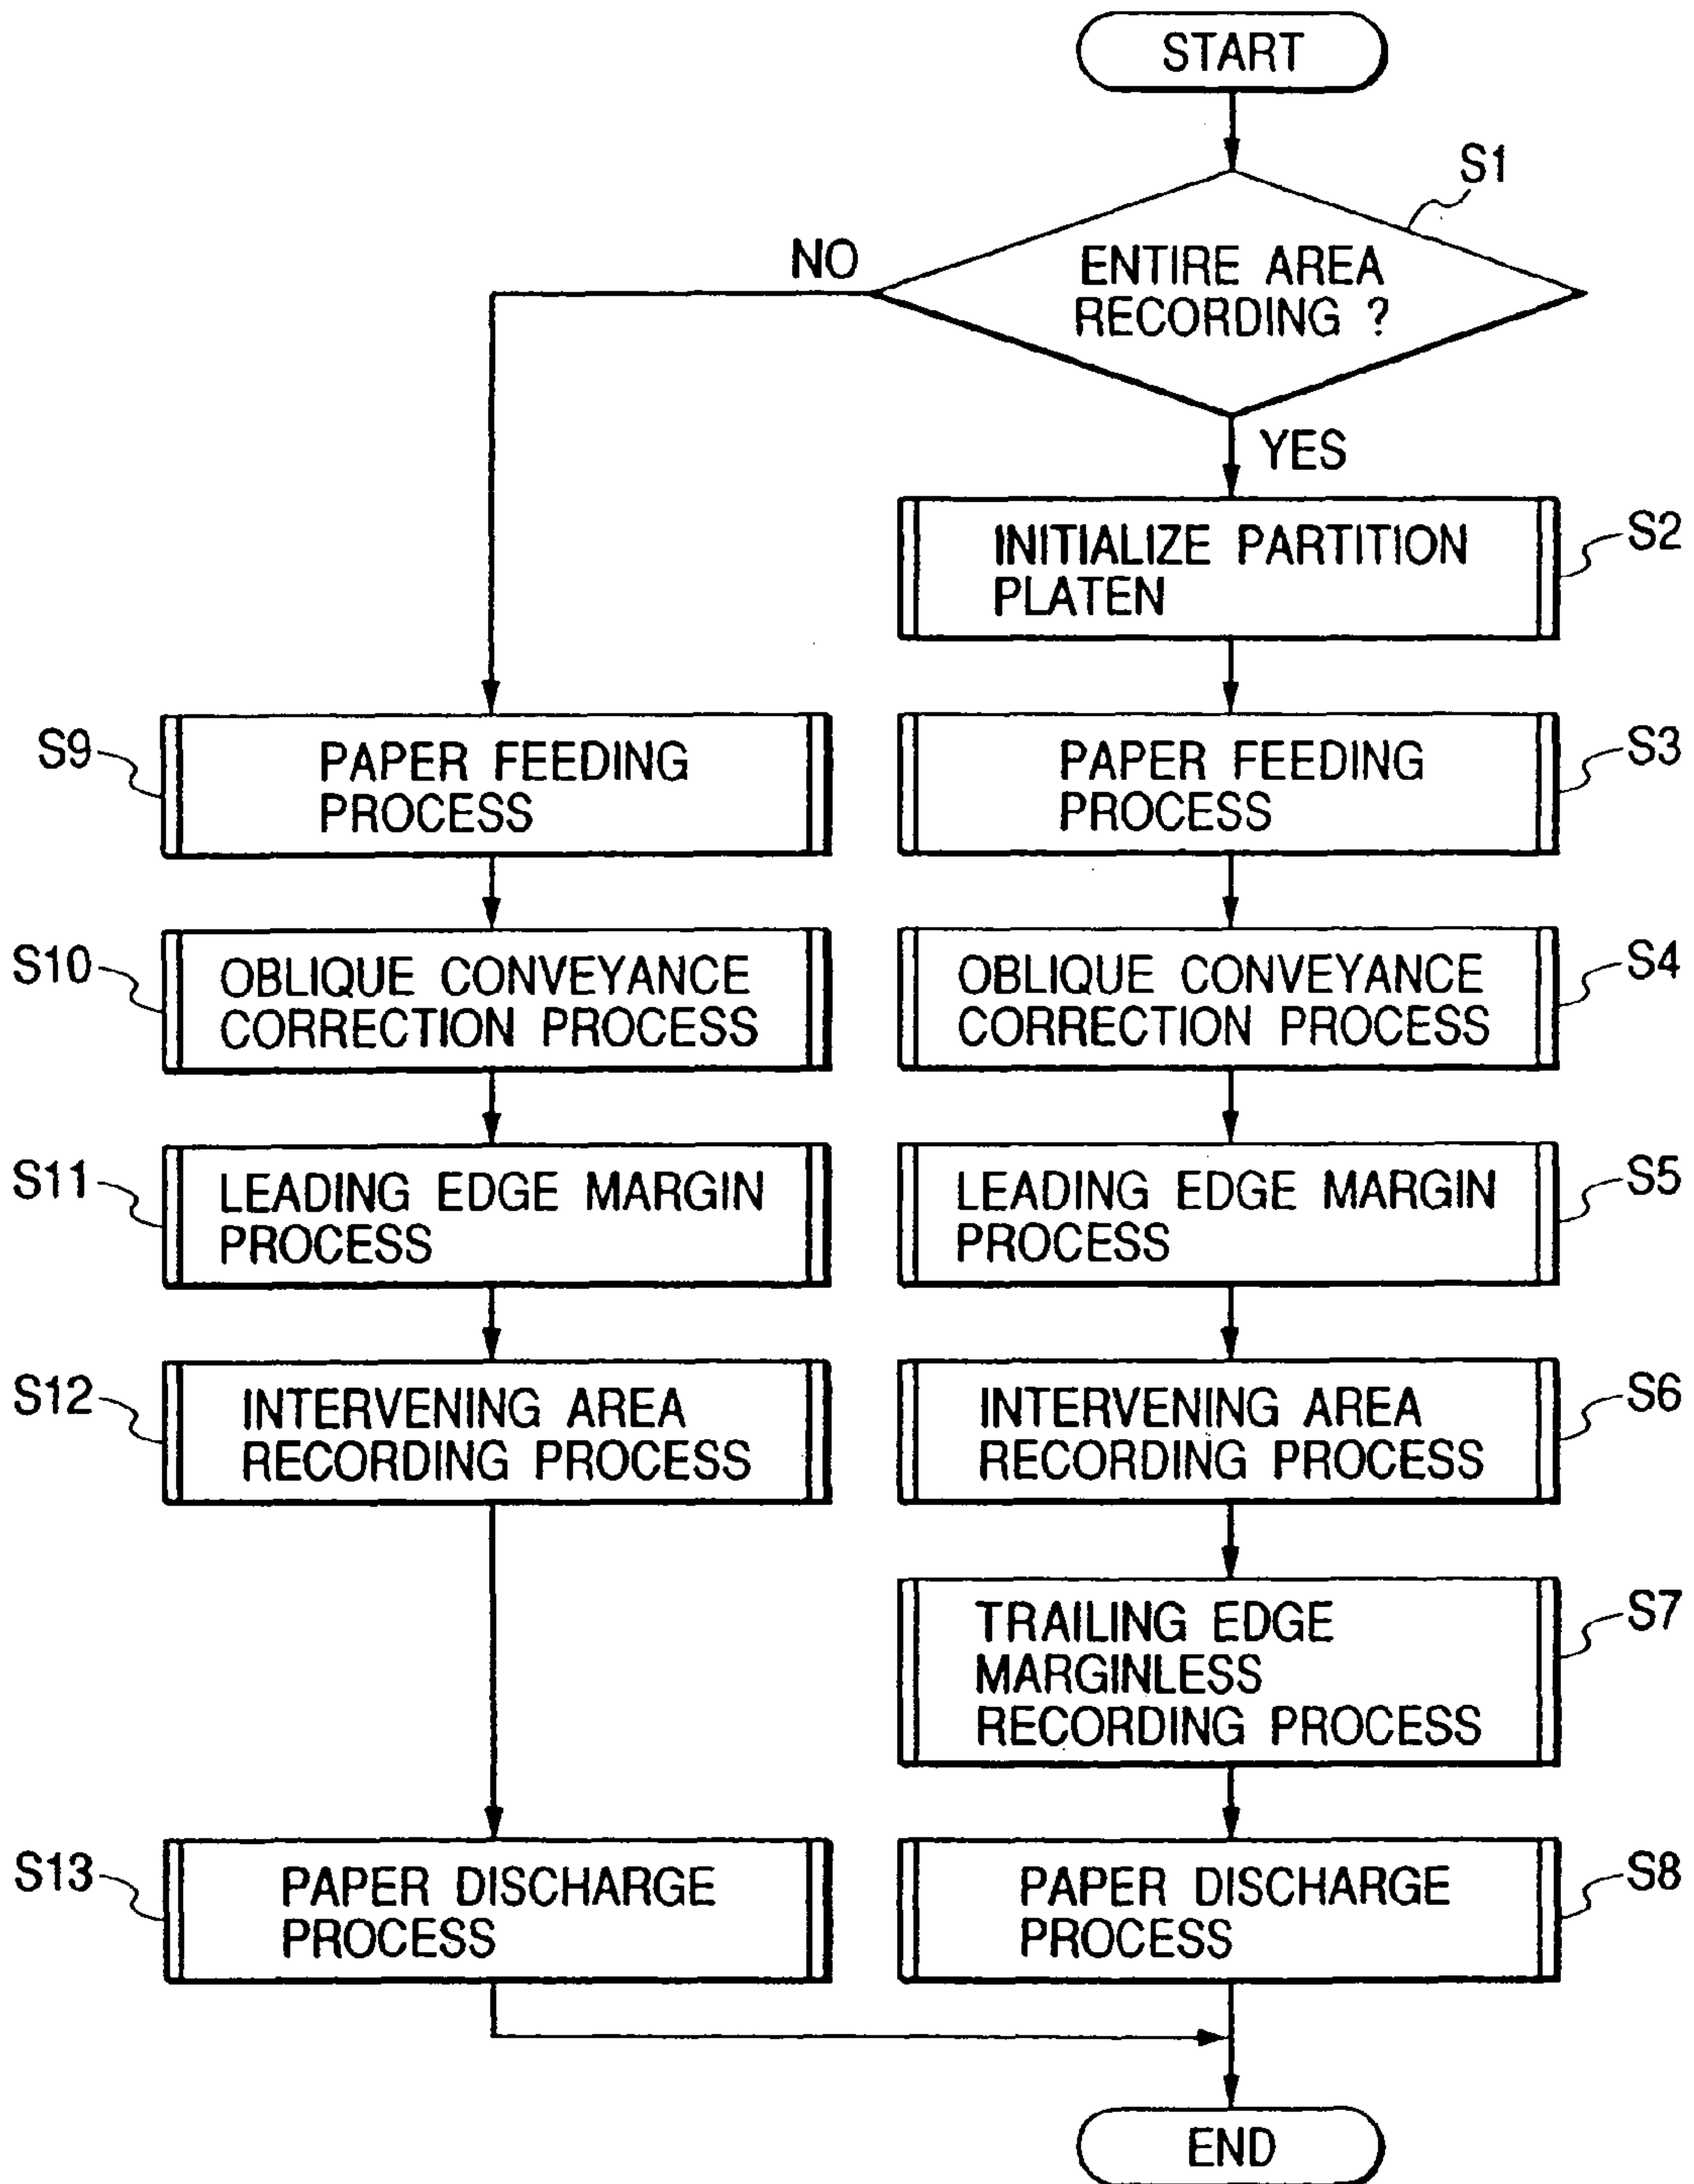 START
S1
ENTIRE AREA
RECORDING ?
NO
YES
INITIALIZE PARTITION
PLATEN
S2
S9
PAPER FEEDING
PROCESS
PAPER FEEDING
PROCESS
S3
S10
OBLIQUE CONVEYANCE
CORRECTION PROCESS
OBLIQUE CONVEYANCE
CORRECTION PROCESS
S4
S11
LEADING EDGE MARGIN
PROCESS
LEADING EDGE MARGIN
PROCESS
S5
S12
INTERVENING AREA
RECORDING PROCESS
INTERVENING AREA
RECORDING PROCESS
S6
TRAILING EDGE
MARGINLESS
RECORDING PROCESS
S7
S13
PAPER DISCHARGE
PROCESS
PAPER DISCHARGE
PROCESS
S8
END